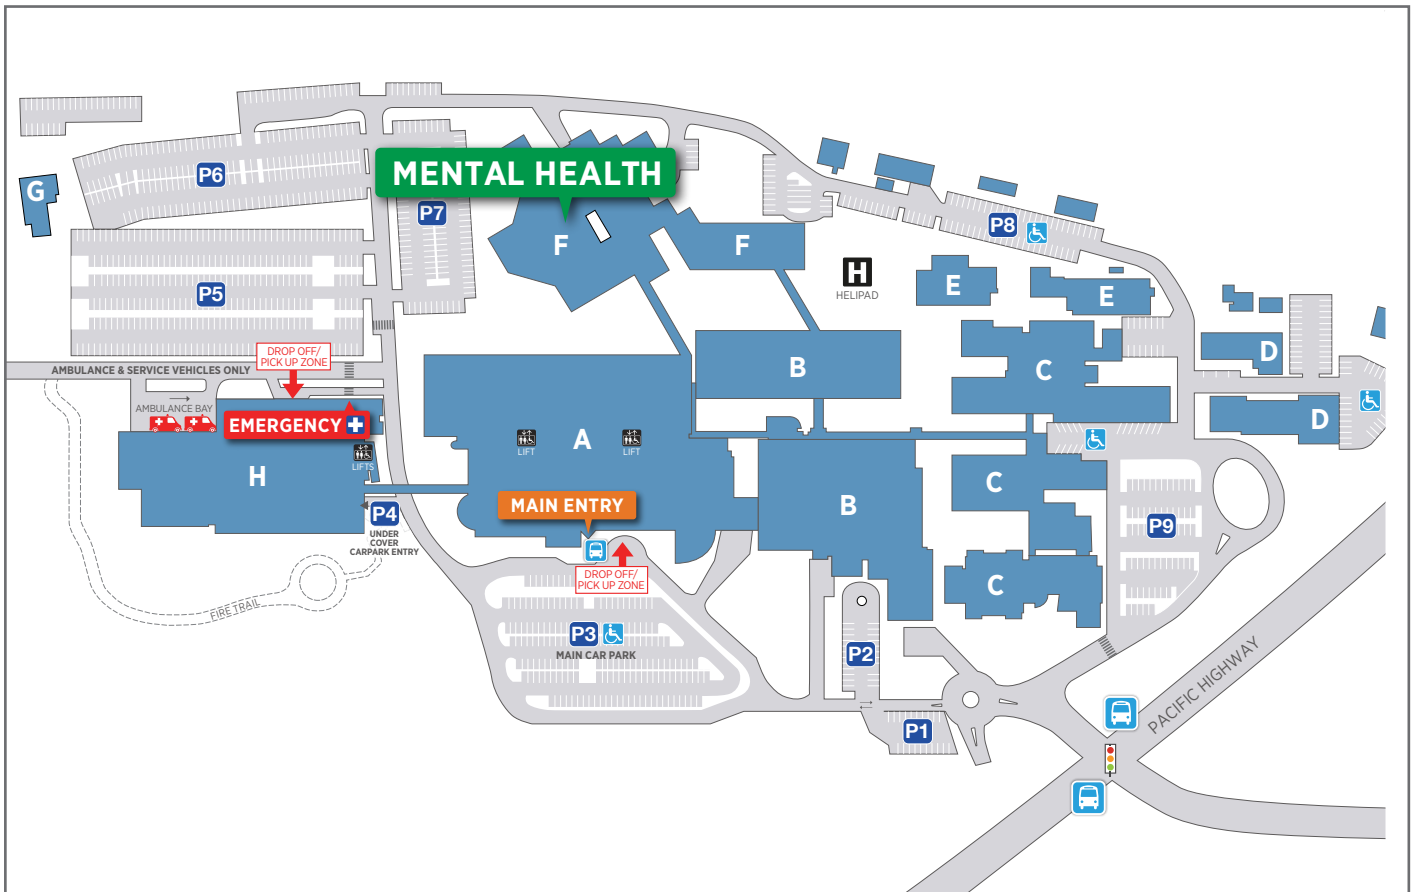 P6
G
P7
MENTAL HEALTH
F
F
P8
H
HELIPAD
E
E
P5
DROP OFF/
PICK UP ZONE
AMBULANCE & SERVICE VEHICLES ONLY
AMBULANCE BAY
EMERGENCY
LIFTS
H
P4
UNDER
COVER
CARPARK ENTRY
FIRE TRAIL
A
LIFT
LIFT
MAIN ENTRY
DROP OFF/
PICK UP ZONE
B
B
C
C
C
D
D
P9
P3
MAIN CAR PARK
P2
P1
PACIFIC HIGHWAY